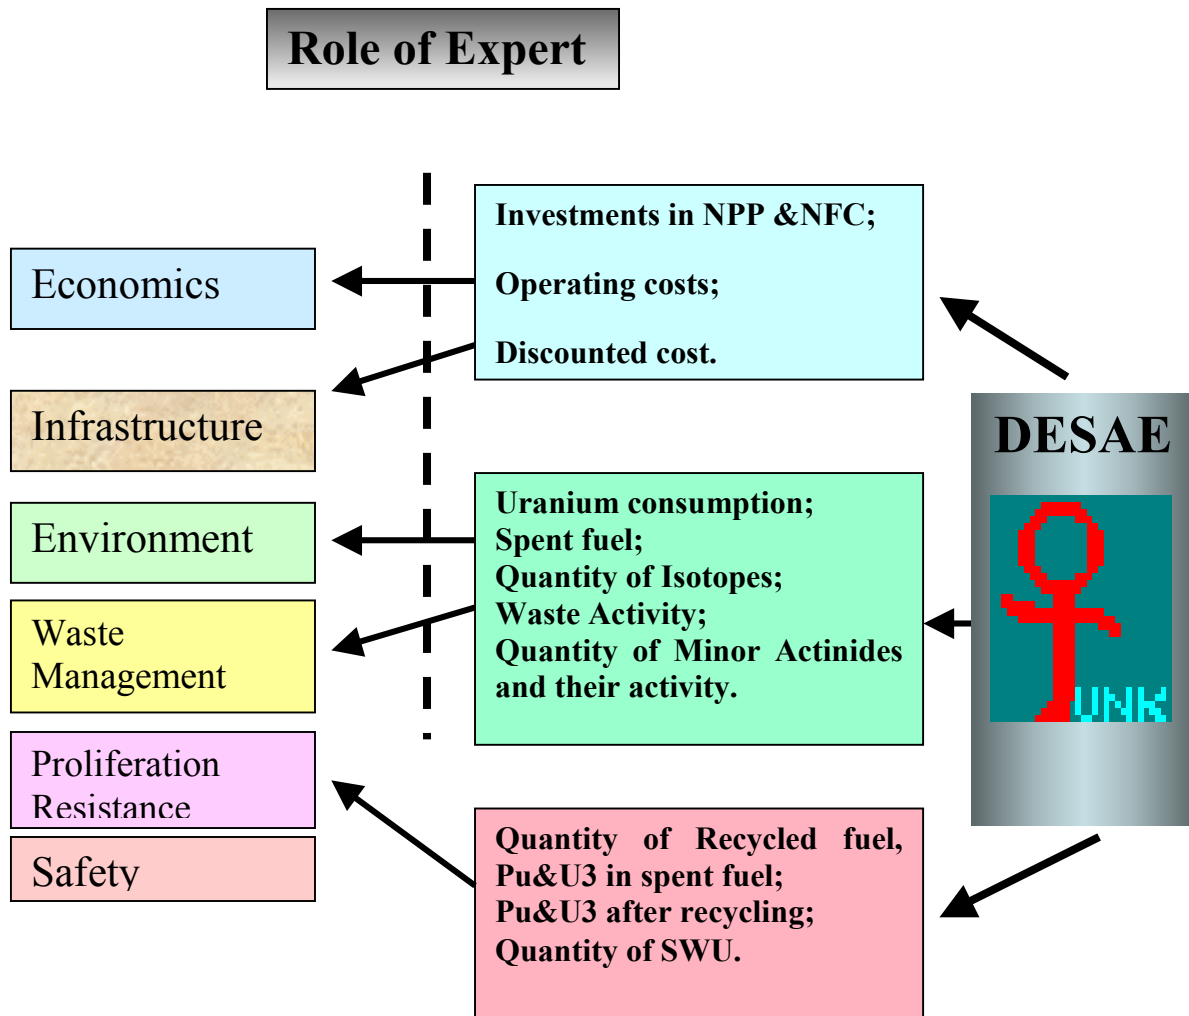 Role of Expert
Economics
Infrastructure
Environment
Waste
Management
Proliferation
Resistance
Safety
Investments in NPP &NFC;
Operating costs;
Discounted cost.
Uranium consumption;
Spent fuel;
Quantity of Isotopes;
Waste Activity;
Quantity of Minor Actinides
and their activity.
Quantity of Recycled fuel,
Pu&U3 in spent fuel;
Pu&U3 after recycling;
Quantity of SWU.
DESAE
UNK